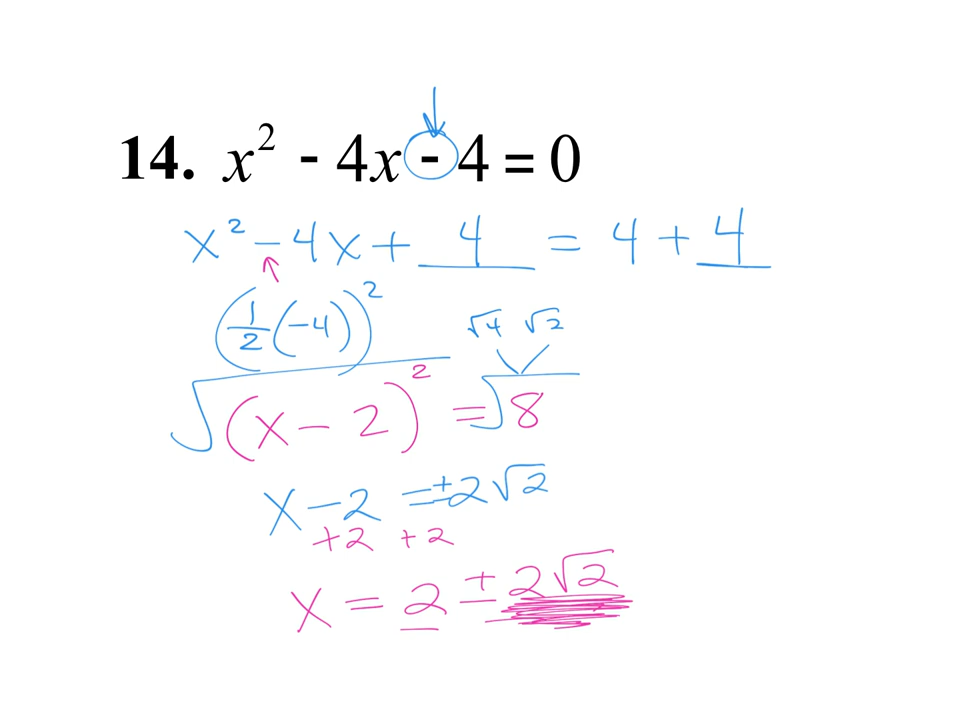 14. x² - 4x - 4 = 0
x² - 4x + 4 = 4 + 4
(1/2(-4))²
√4 √2
√(x - 2)² = √8
x - 2 = ±2√2
+2 +2
x = 2 ± 2√2